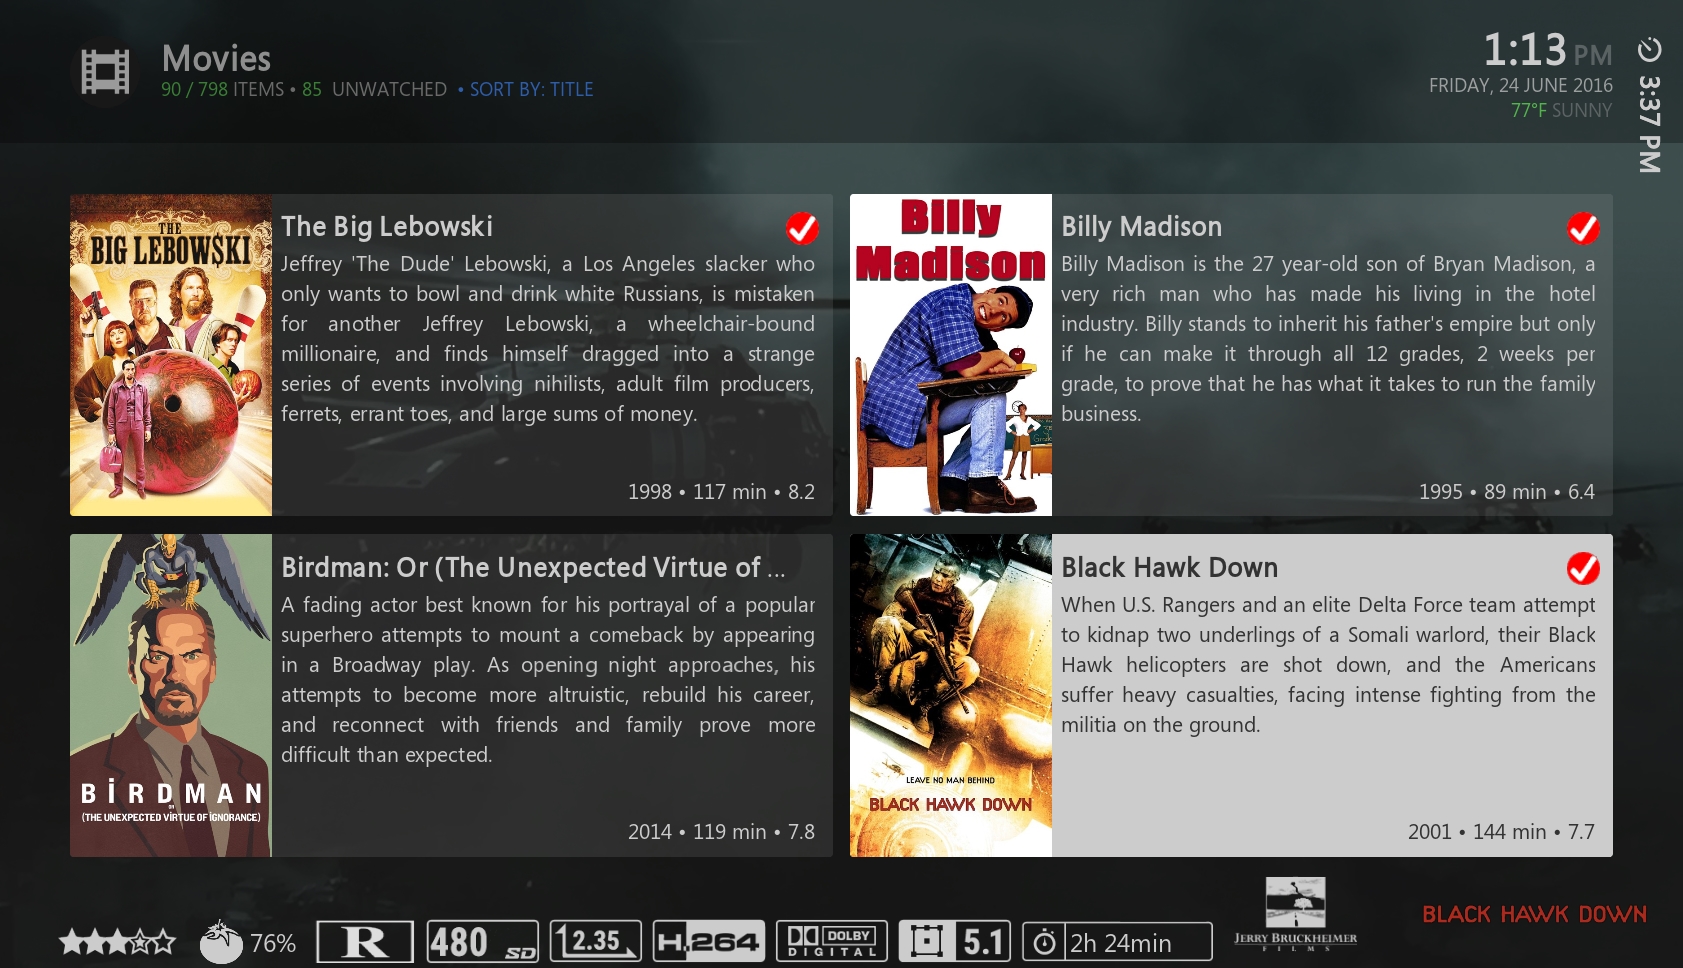 Movies
90 / 798 ITEMS • 85 UNWATCHED • SORT BY: TITLE
1:13 PM
FRIDAY, 24 JUNE 2016
77°F SUNNY
3:37 PM
THE
BIG LEBOW$KI
The Big Lebowski
Jeffrey 'The Dude' Lebowski, a Los Angeles slacker who
only wants to bowl and drink white Russians, is mistaken
for another Jeffrey Lebowski, a wheelchair-bound
millionaire, and finds himself dragged into a strange
series of events involving nihilists, adult film producers,
ferrets, errant toes, and large sums of money.
1998 • 117 min • 8.2
Billy
Madison
Billy Madison
Billy Madison is the 27 year-old son of Bryan Madison, a
very rich man who has made his living in the hotel
industry. Billy stands to inherit his father's empire but only
if he can make it through all 12 grades, 2 weeks per
grade, to prove that he has what it takes to run the family
business.
1995 • 89 min • 6.4
BiRDMAN
OR
(THE UNEXPECTED ViRTUE OF iGNORANCE)
Birdman: Or (The Unexpected Virtue of ...
A fading actor best known for his portrayal of a popular
superhero attempts to mount a comeback by appearing
in a Broadway play. As opening night approaches, his
attempts to become more altruistic, rebuild his career,
and reconnect with friends and family prove more
difficult than expected.
2014 • 119 min • 7.8
LEAVE NO MAN BEHIND
BLACK HAWK DOWN
Black Hawk Down
When U.S. Rangers and an elite Delta Force team attempt
to kidnap two underlings of a Somali warlord, their Black
Hawk helicopters are shot down, and the Americans
suffer heavy casualties, facing intense fighting from the
militia on the ground.
2001 • 144 min • 7.7
76%
R
480 SD
2.35
H.264
DOLBY
DIGITAL
5.1
2h 24min
JERRY BRUCKHEIMER
FILMS
BLACK HAWK DOWN